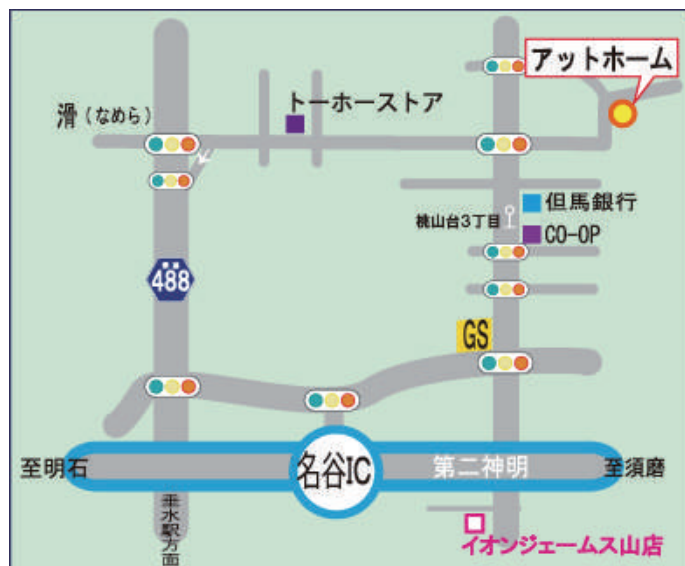 アットホーム
トーホーストア
滑（なめら）
但馬銀行
桃山台3丁目
CO-OP
488
GS
至明石
名谷IC
第二神明
至須磨
垂水駅方面
イオンジェームス山店